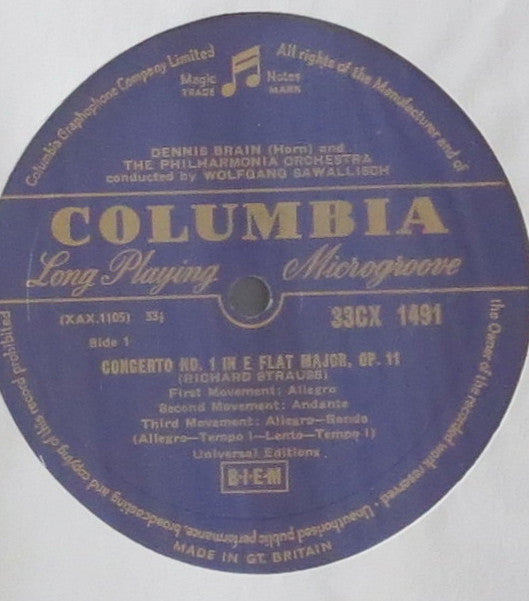 Columbia Graphophone Company Limited
All rights of the Manufacturer and of
the Owner of the recorded work reserved · Unauthorised public performance, broadcasting and copying of this record prohibited
Magic Notes
TRADE MARK
DENNIS BRAIN (Horn) and
THE PHILHARMONIA ORCHESTRA
conducted by WOLFGANG SAWALLISCH
COLUMBIA
Long Playing Microgroove
(XAX.1105) 33⅓ 33CX 1491
Side 1
CONCERTO NO. 1 IN E FLAT MAJOR, OP. 11
(RICHARD STRAUSS)
First Movement: Allegro
Second Movement: Andante
Third Movement: Allegro—Rondo
(Allegro—Tempo I—Lento—Tempo I)
Universal Editions
B·I·E·M
MADE IN GT. BRITAIN